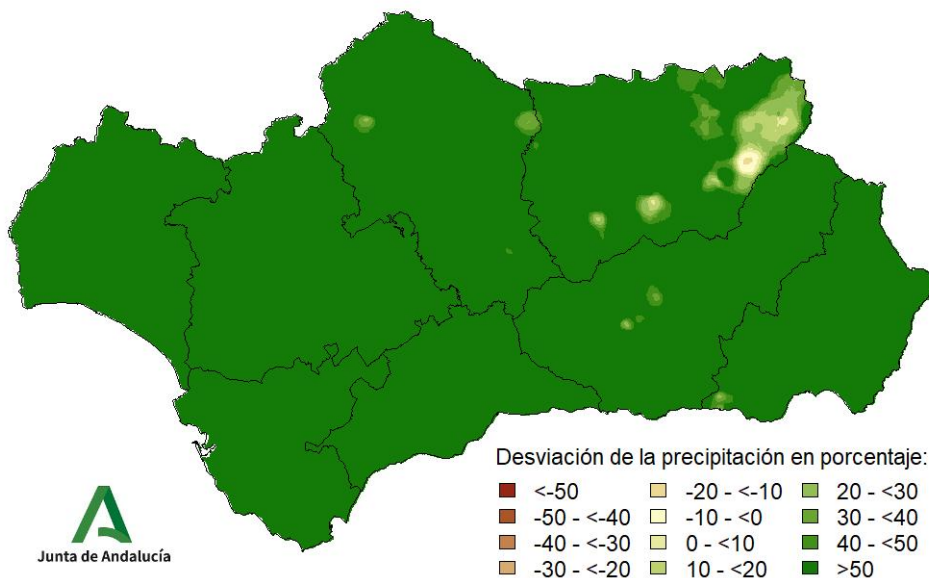 Desviación de la precipitación en porcentaje:
<-50
-50 - <-40
-40 - <-30
-30 - <-20
-20 - <-10
-10 - <0
0 - <10
10 - <20
20 - <30
30 - <40
40 - <50
>50
Junta de Andalucía